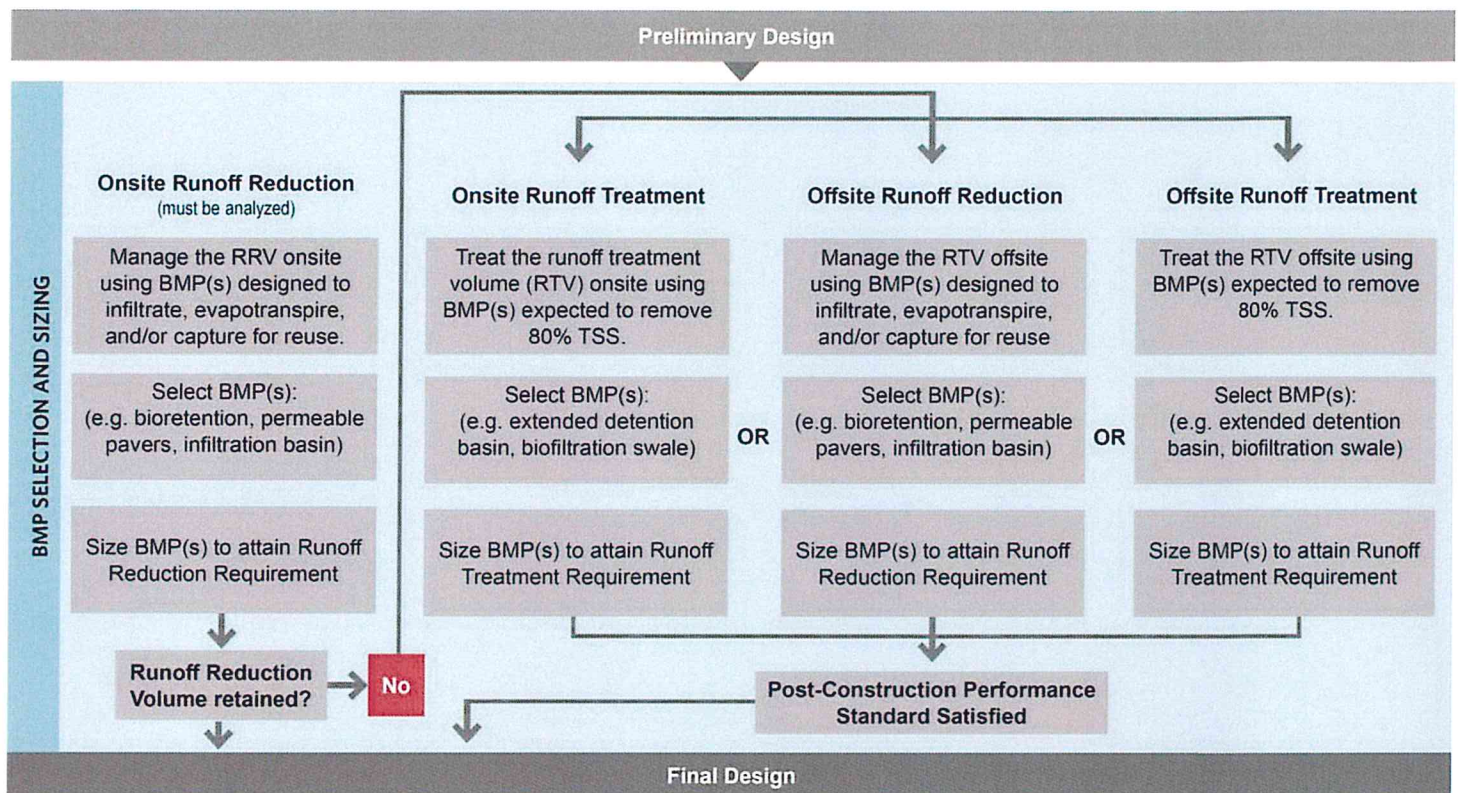 Preliminary Design
BMP SELECTION AND SIZING
Onsite Runoff Reduction
(must be analyzed)
Manage the RRV onsite
using BMP(s) designed to
infiltrate, evapotranspire,
and/or capture for reuse.
Select BMP(s):
(e.g. bioretention, permeable
pavers, infiltration basin)
Size BMP(s) to attain Runoff
Reduction Requirement
Runoff Reduction
Volume retained?
No
Onsite Runoff Treatment
Treat the runoff treatment
volume (RTV) onsite using
BMP(s) expected to remove
80% TSS.
Select BMP(s):
(e.g. extended detention
basin, biofiltration swale)
Size BMP(s) to attain Runoff
Treatment Requirement
OR
Offsite Runoff Reduction
Manage the RTV offsite
using BMP(s) designed to
infiltrate, evapotranspire,
and/or capture for reuse
Select BMP(s):
(e.g. bioretention, permeable
pavers, infiltration basin)
Size BMP(s) to attain Runoff
Reduction Requirement
OR
Offsite Runoff Treatment
Treat the RTV offsite using
BMP(s) expected to remove
80% TSS.
Select BMP(s):
(e.g. extended detention
basin, biofiltration swale)
Size BMP(s) to attain Runoff
Treatment Requirement
Post-Construction Performance
Standard Satisfied
Final Design